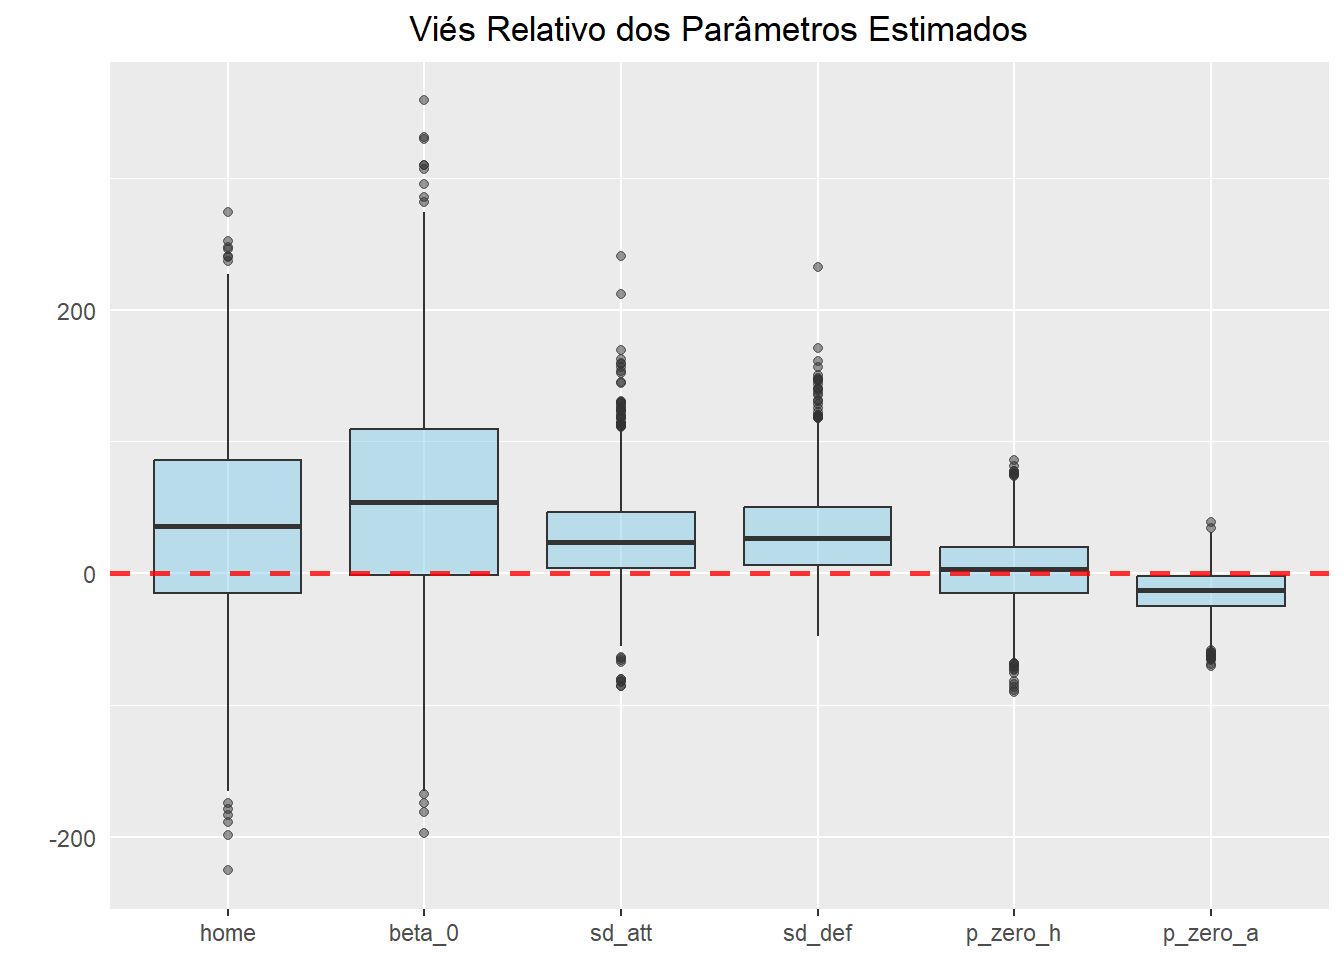 Viés Relativo dos Parâmetros Estimados
200
0
-200
home beta_0 sd_att sd_def p_zero_h p_zero_a